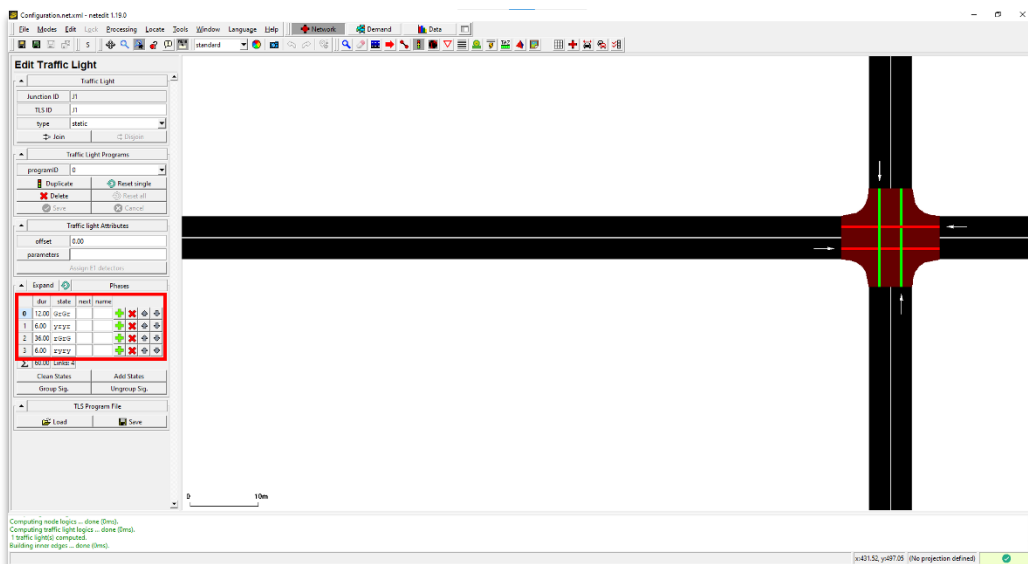 Configuration.net.xml - netedit 1.19.0
File Modes Edit Lock Processing Locate Tools Window Language Help Network Demand Data
S standard
Edit Traffic Light
Traffic Light
Junction ID J1
TLS ID J1
type static
Join Disjoin
Traffic Light Programs
programID 0
Duplicate Reset single
Delete Reset all
Save Cancel
Traffic light Attributes
offset 0.00
parameters
Assign E1 detectors
Expand Phases
dur state next name
0 12.00 GrGr
1 6.00 yryr
2 36.00 rGrG
3 6.00 ryry
Σ 60.00 Links: 4
Clean States Add States
Group Sig. Ungroup Sig.
TLS Program File
Load Save
0 10m
Computing node logics ... done (0ms).
Computing traffic light logics ... done (0ms).
1 traffic light(s) computed.
Building inner edges ... done (0ms).
x:431.52, y:497.05 (No projection defined)